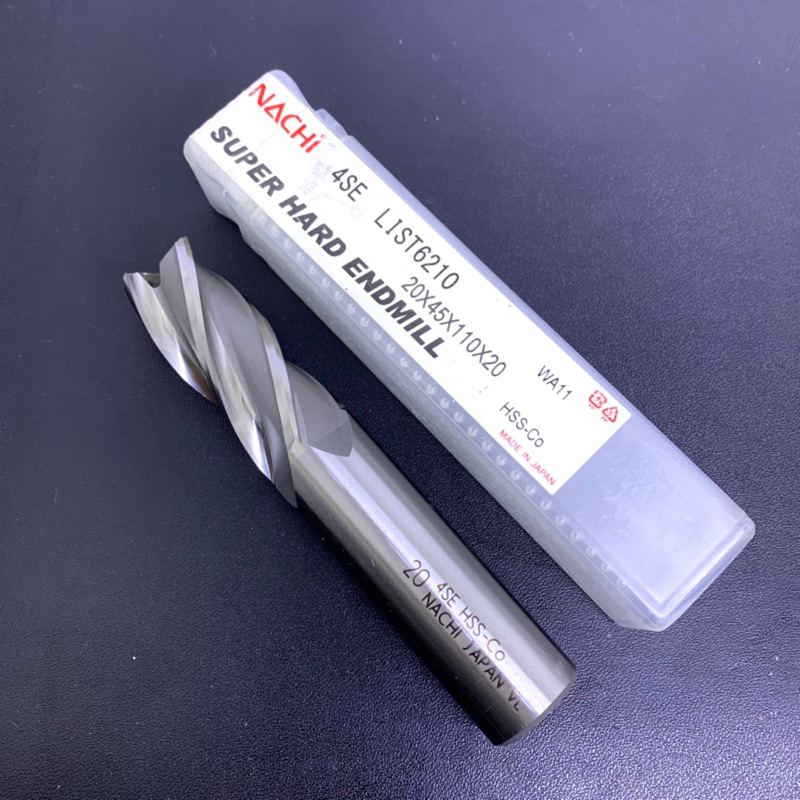 NACHi
4SE LIST6210
SUPER HARD ENDMILL
20X45X110X20
WA11
HSS-Co
MADE IN JAPAN
20 4SE HSS-Co
NACHI JAPAN VL